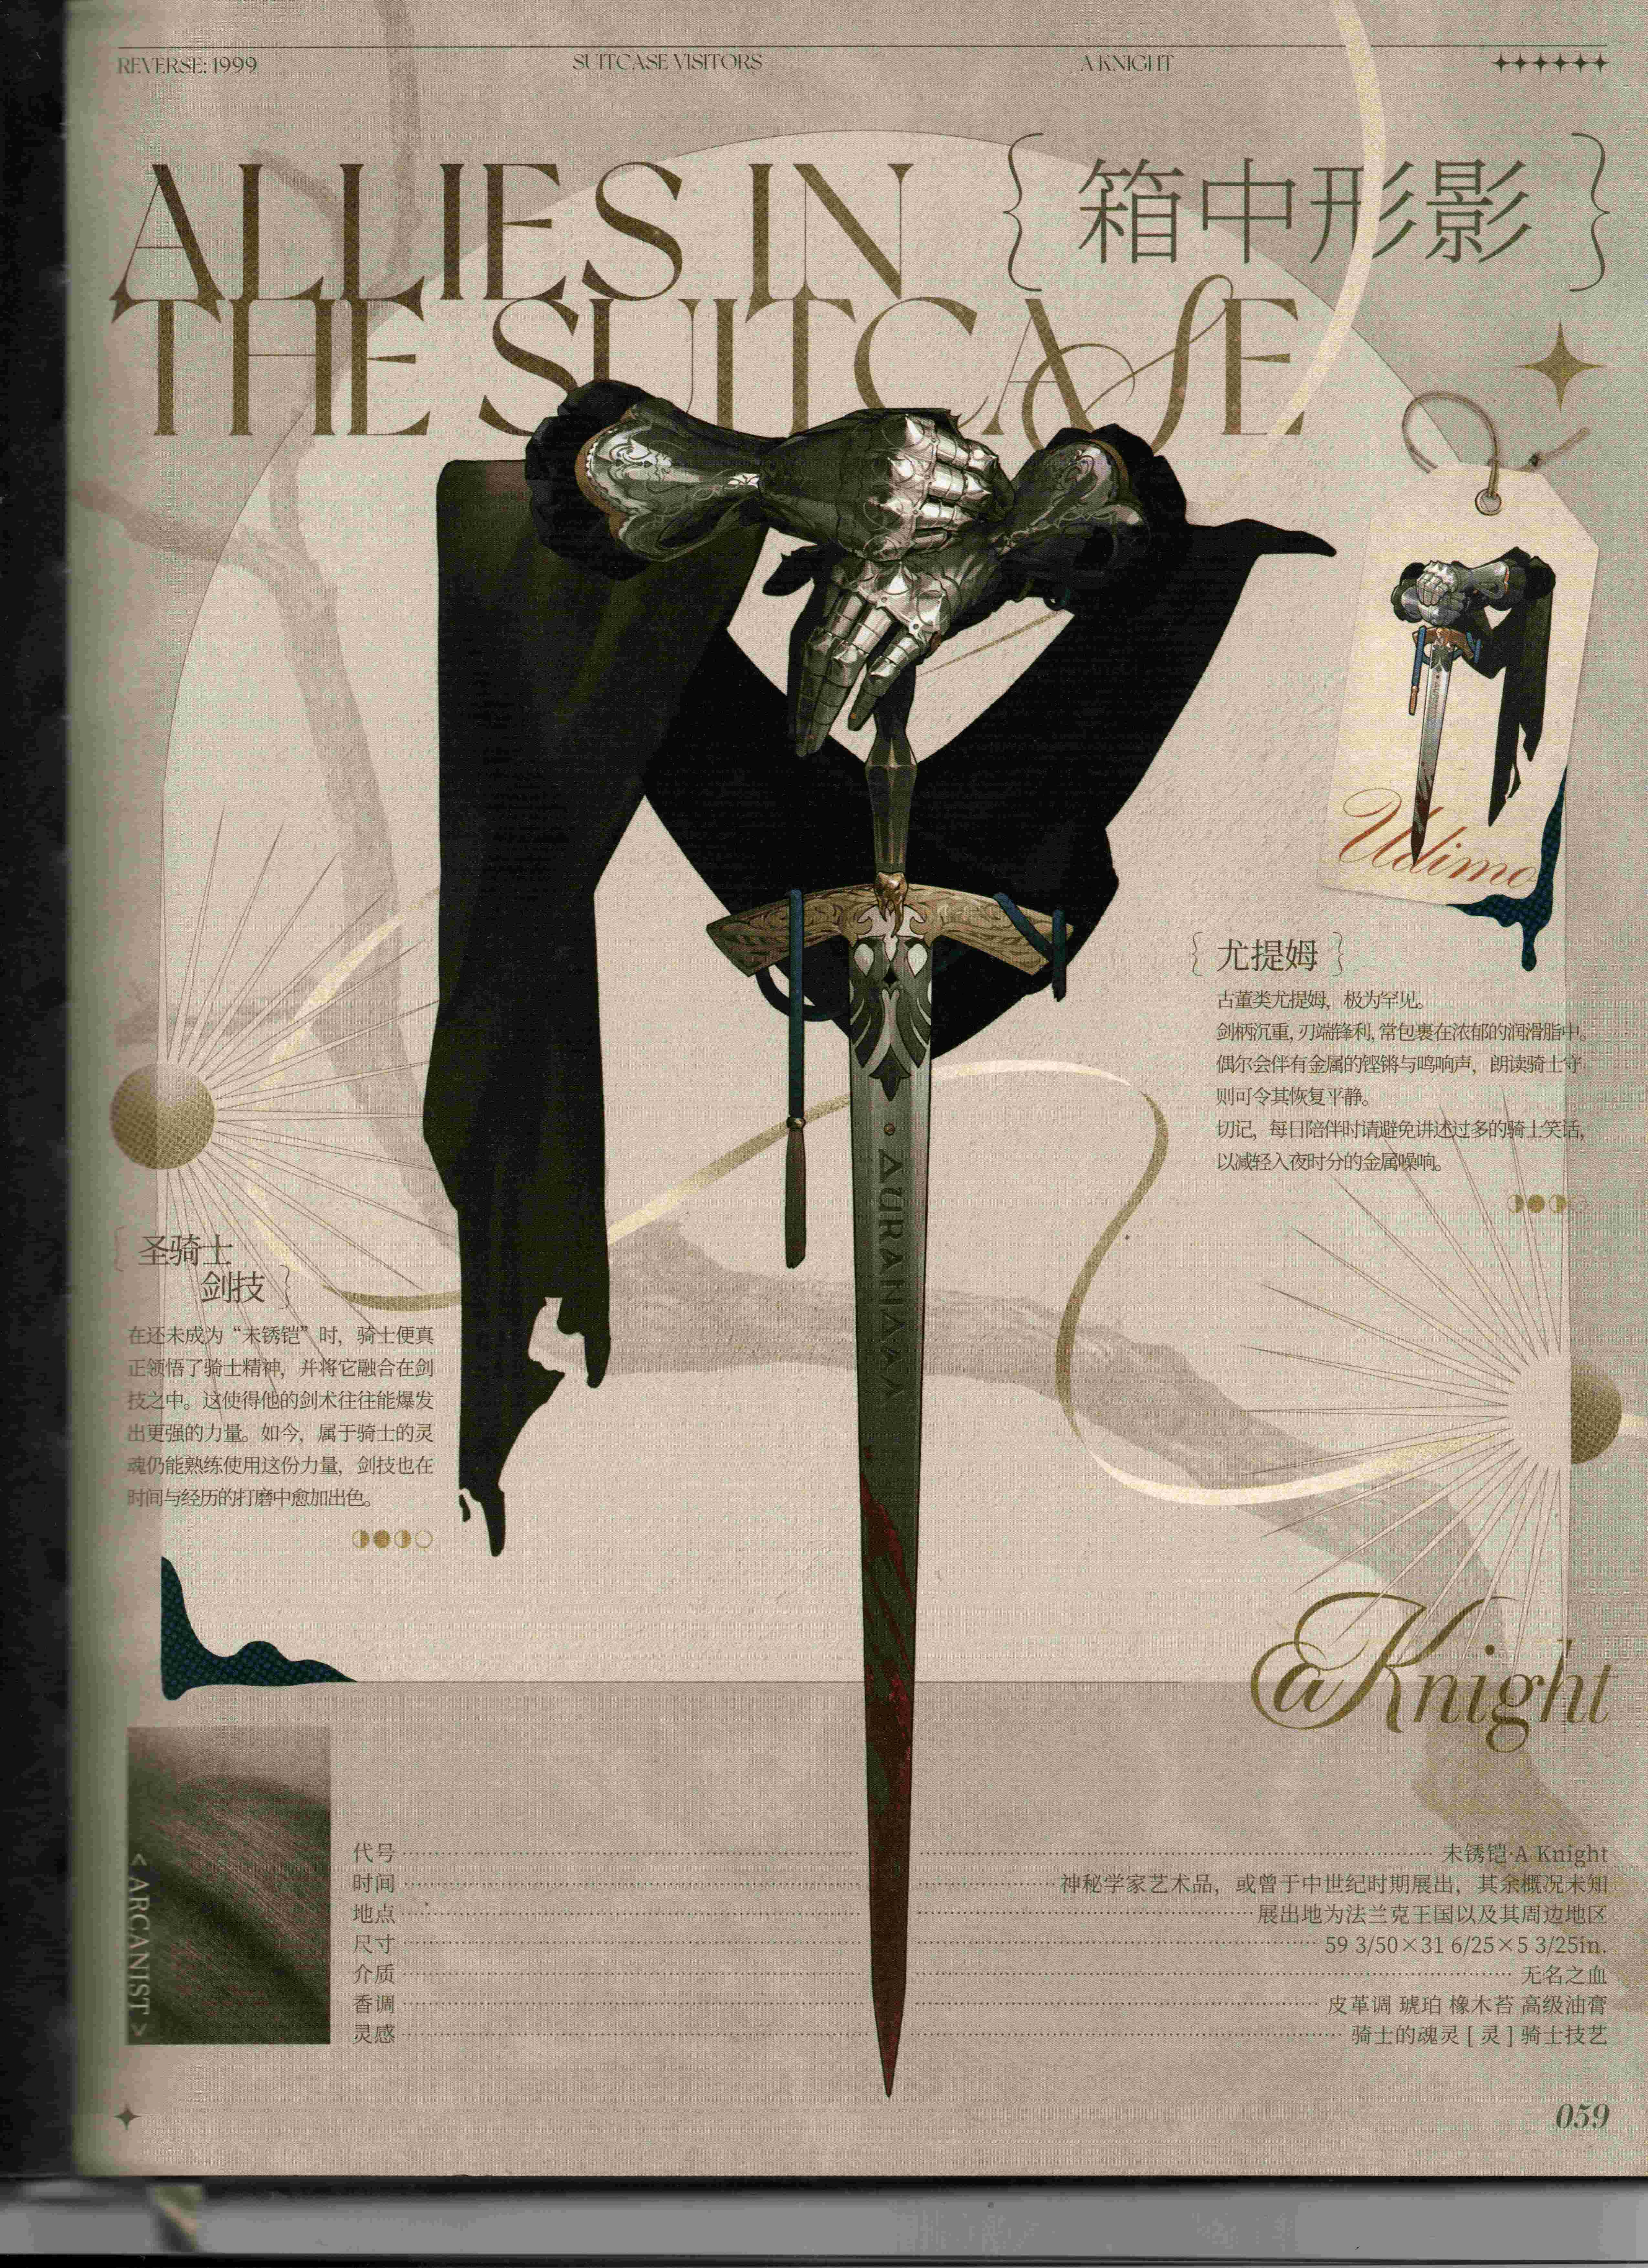 REVERSE: 1999
SUITCASE VISITORS
A KNIGHT
ALLIES IN
THE SUITCASE
{箱中形影}
Udimo
{尤提姆}
古董类尤提姆，极为罕见。
剑柄沉重，刃端锋利，常包裹在浓郁的润滑脂中。
偶尔会伴有金属的铿锵与鸣响声，朗读骑士守
则可令其恢复平静。
切记，每日陪伴时请避免讲述过多的骑士笑话，
以减轻入夜时分的金属噪响。
{圣骑士
剑技}
在还未成为“未锈铠”时，骑士便真
正领悟了骑士精神，并将它融合在剑
技之中。这使得他的剑术往往能爆发
出更强的力量。如今，属于骑士的灵
魂仍能熟练使用这份力量，剑技也在
时间与经历的打磨中愈加出色。
a Knight
< ARCANIST >
代号 未锈铠·A Knight
时间 神秘学家艺术品，或曾于中世纪时期展出，其余概况未知
地点 展出地为法兰克王国以及其周边地区
尺寸 59 3/50×31 6/25×5 3/25in.
介质 无名之血
香调 皮革调 琥珀 橡木苔 高级油膏
灵感 骑士的魂灵 [ 灵 ] 骑士技艺
059